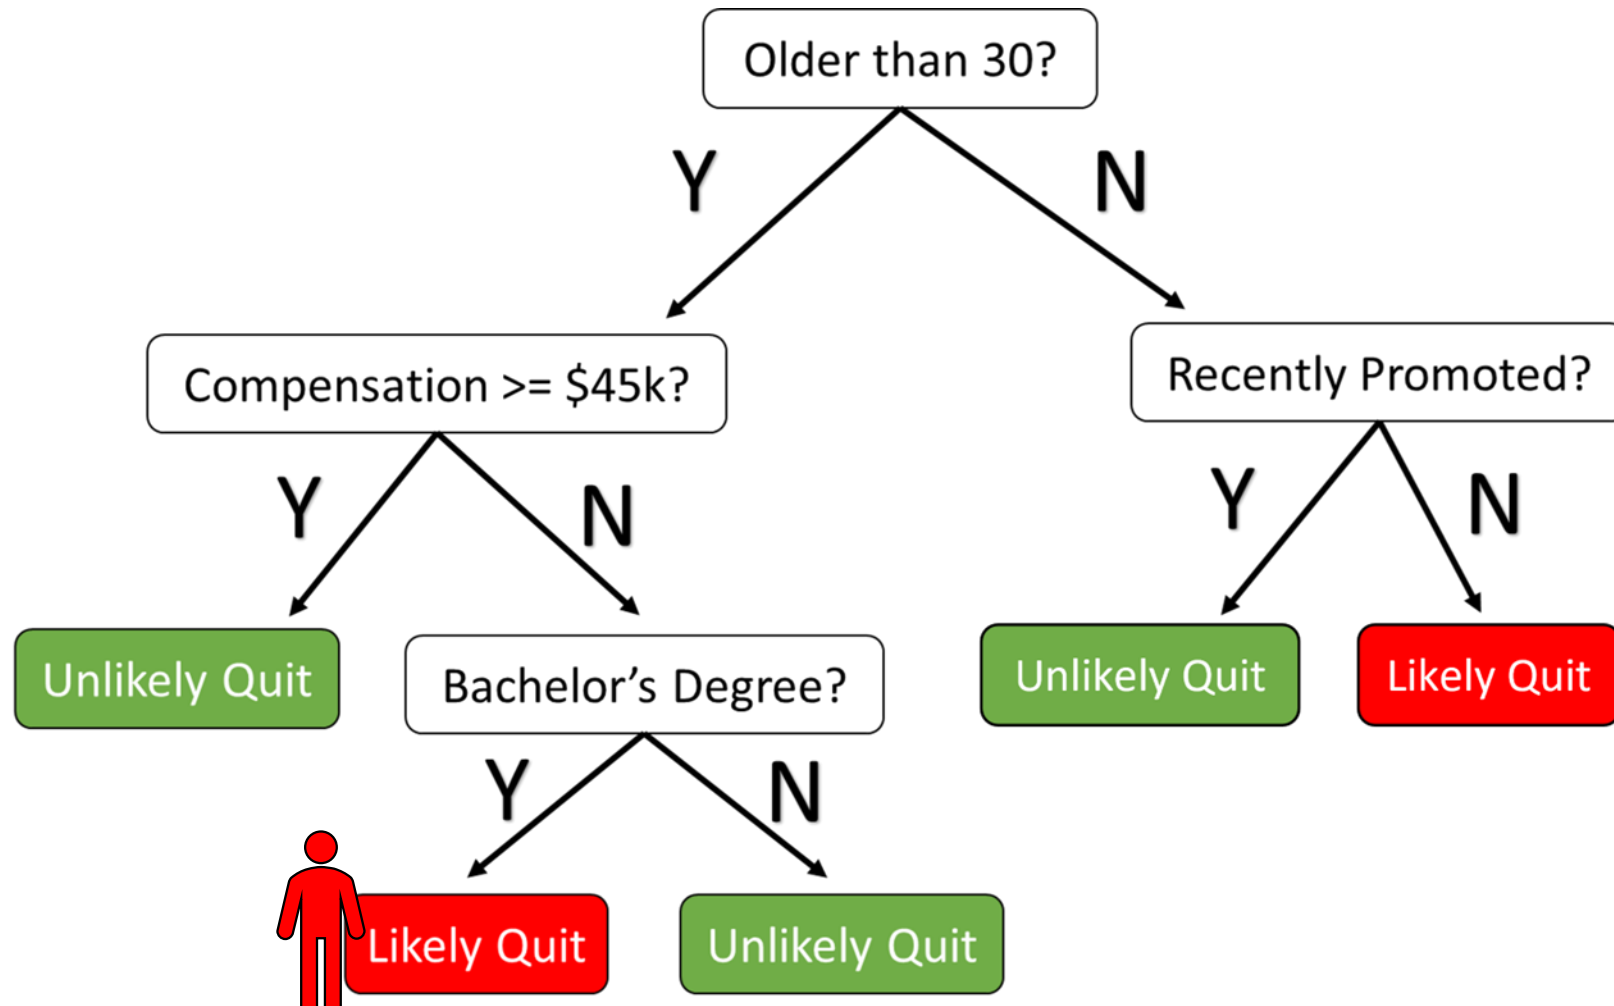 Older than 30?
Y
N
Compensation >= $45k?
Recently Promoted?
Y
N
Y
N
Unlikely Quit
Bachelor’s Degree?
Unlikely Quit
Likely Quit
Y
N
Likely Quit
Unlikely Quit